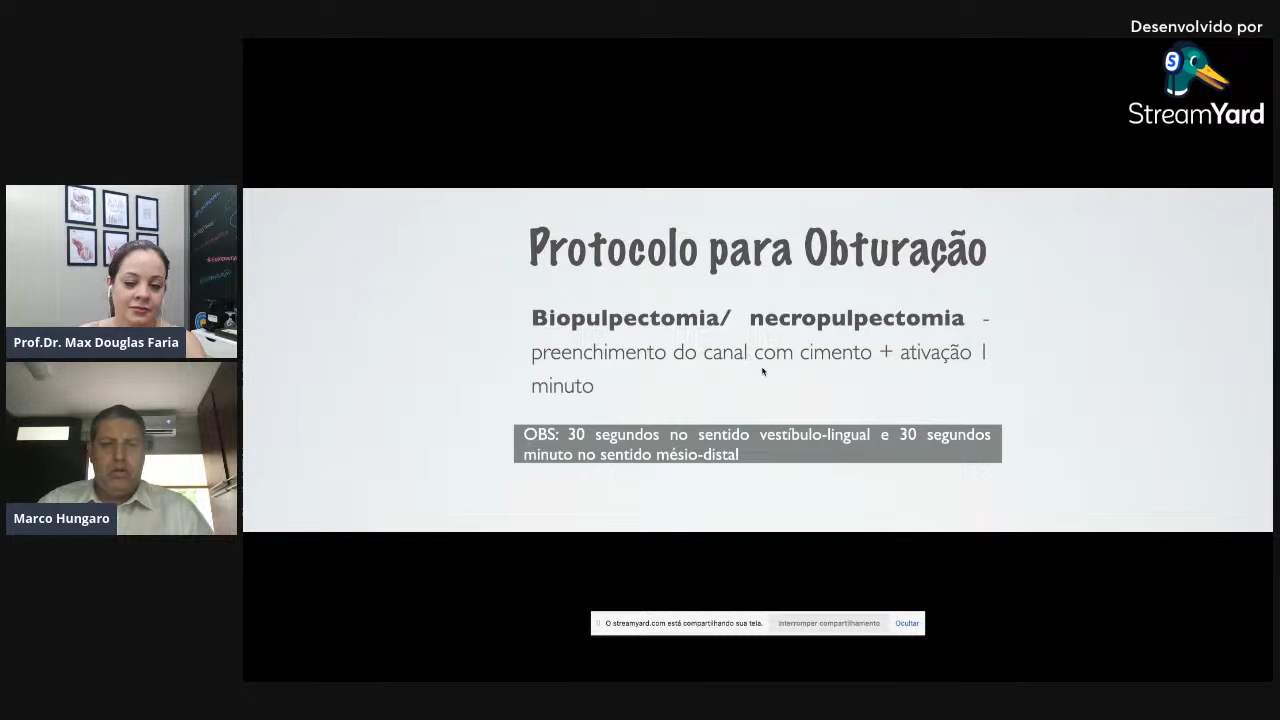 Desenvolvido por
StreamYard
Protocolo para Obturação
Biopulpectomia/ necropulpectomia -
preenchimento do canal com cimento + ativação 1
minuto
OBS: 30 segundos no sentido vestíbulo-lingual e 30 segundos
minuto no sentido mésio-distal
Prof.Dr. Max Douglas Faria
Marco Hungaro
O streamyard.com está compartilhando sua tela. Interromper compartilhamento Ocultar